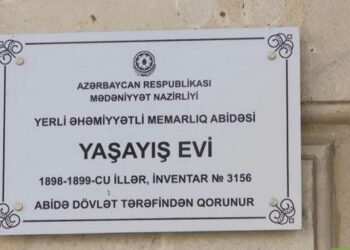 AZƏRBAYCAN RESPUBLİKASI
MƏDƏNİYYƏT NAZİRLİYİ
YERLİ ƏHƏMİYYƏTLİ MEMARLIQ ABİDƏSİ
YAŞAYIŞ EVİ
1898-1899-CU İLLƏR, İNVENTAR № 3156
ABİDƏ DÖVLƏT TƏRƏFİNDƏN QORUNUR